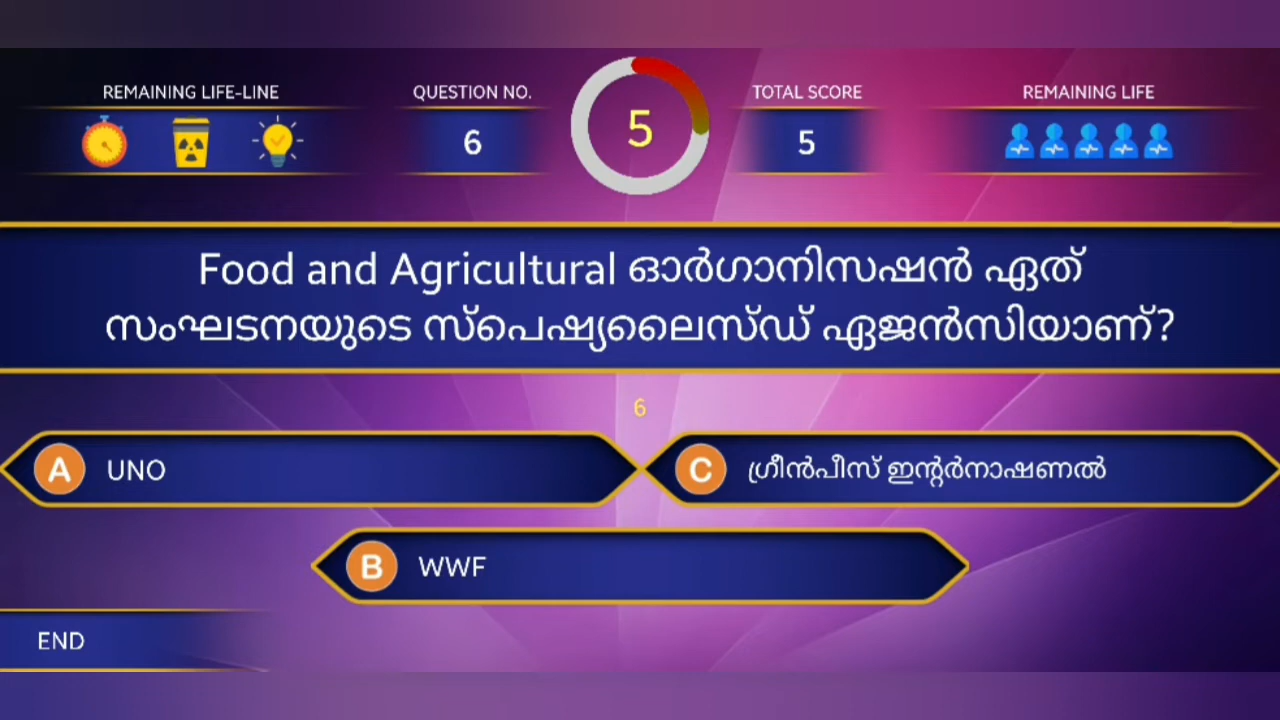 REMAINING LIFE-LINE
QUESTION NO.
6
5
TOTAL SCORE
5
REMAINING LIFE
Food and Agricultural ഓർഗാനിസഷൻ ഏത്
സംഘടനയുടെ സ്പെഷ്യലൈസ്ഡ് ഏജൻസിയാണ്?
6
A UNO
C ഗ്രീൻപീസ് ഇന്റർനാഷണൽ
B WWF
END